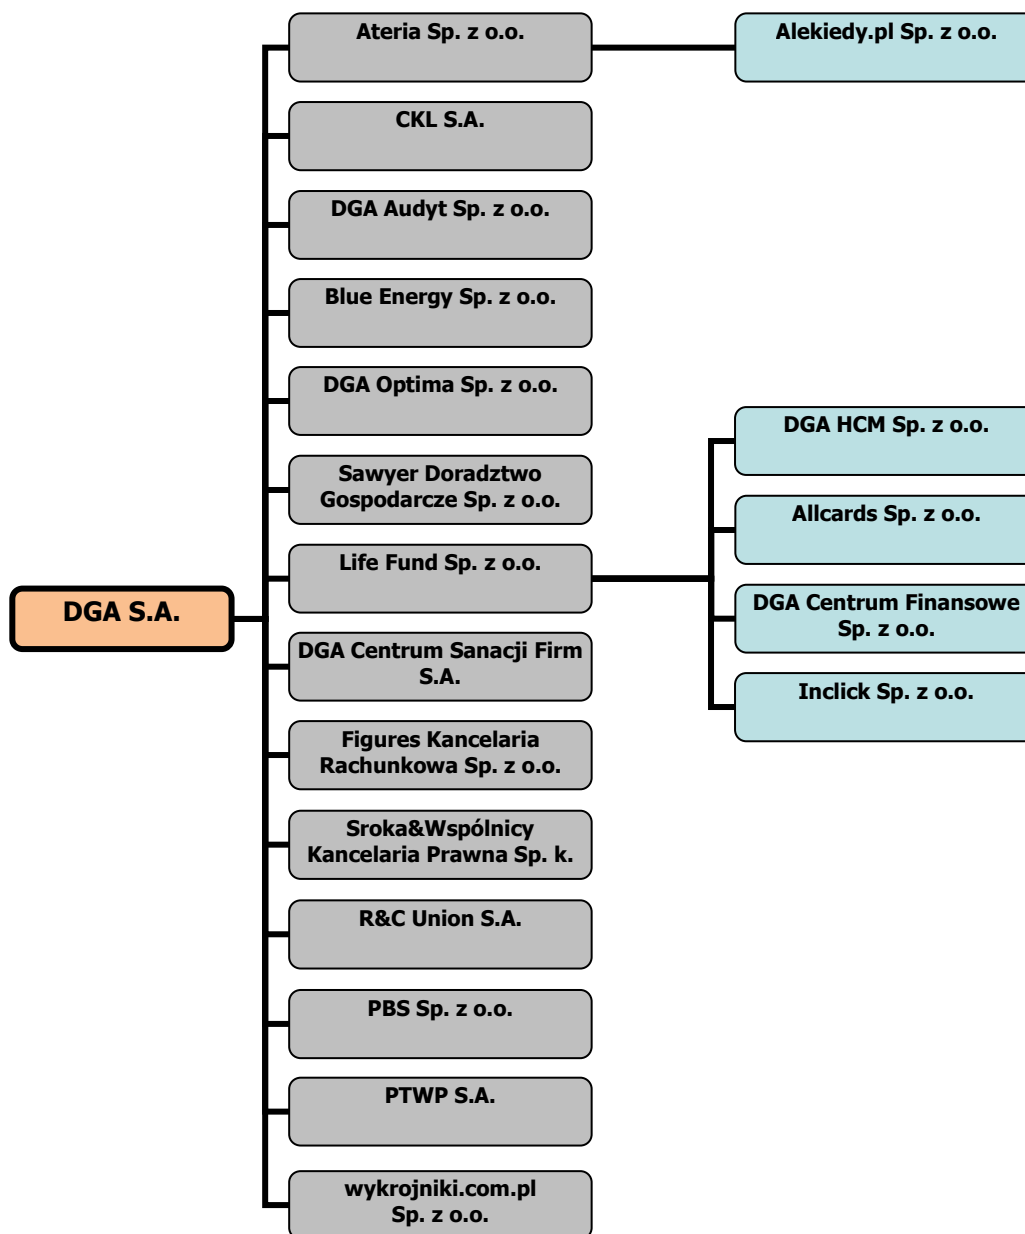 Ateria Sp. z o.o.
Alekiedy.pl Sp. z o.o.
CKL S.A.
DGA Audyt Sp. z o.o.
Blue Energy Sp. z o.o.
DGA Optima Sp. z o.o.
DGA HCM Sp. z o.o.
Sawyer Doradztwo
Gospodarcze Sp. z o.o.
Allcards Sp. z o.o.
Life Fund Sp. z o.o.
DGA S.A.
DGA Centrum Finansowe
Sp. z o.o.
DGA Centrum Sanacji Firm
S.A.
Inclick Sp. z o.o.
Figures Kancelaria
Rachunkowa Sp. z o.o.
Sroka&Wspólnicy
Kancelaria Prawna Sp. k.
R&C Union S.A.
PBS Sp. z o.o.
PTWP S.A.
wykrojniki.com.pl
Sp. z o.o.